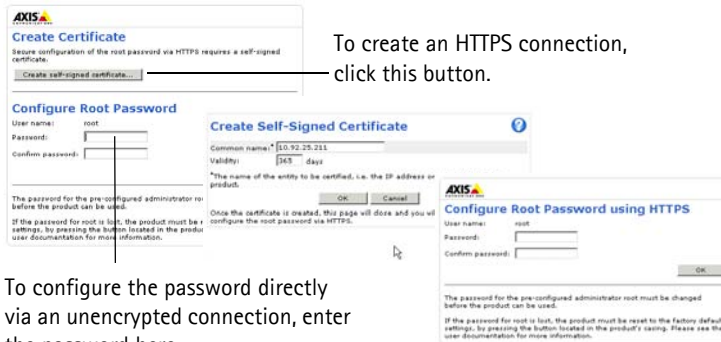 AXIS
COMMUNICATIONS
Create Certificate
Secure configuration of the root password via HTTPS requires a self-signed
certificate.
Create self-signed certificate...
Configure Root Password
User name: root
Password:
Confirm password:
The password for the pre-configured administrator ro
before the product can be used.
If the password for root is lost, the product must be r
settings, by pressing the button located in the produc
user documentation for more information.
To create an HTTPS connection,
click this button.
Create Self-Signed Certificate
Common name:* 10.92.25.211
Validity: 365 days
*The name of the entity to be certified, i.e. the IP address or
product.
OK Cancel
Once the certificate is created, this page will close and you wil
configure the root password via HTTPS.
AXIS
COMMUNICATIONS
Configure Root Password using HTTPS
User name: root
Password:
Confirm password:
OK
The password for the pre-configured administrator root must be changed
before the product can be used.
If the password for root is lost, the product must be reset to the factory default
settings, by pressing the button located in the product's casing. Please see the
user documentation for more information.
To configure the password directly
via an unencrypted connection, enter
the password here